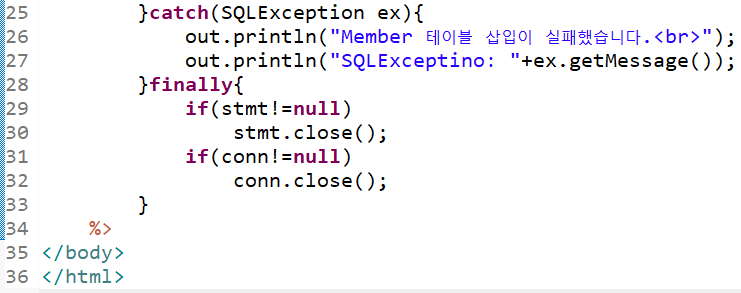 25 }catch(SQLException ex){
26 out.println("Member 테이블 삽입이 실패했습니다.<br>");
27 out.println("SQLExceptino: "+ex.getMessage());
28 }finally{
29 if(stmt!=null)
30 stmt.close();
31 if(conn!=null)
32 conn.close();
33 }
34 %>
35 </body>
36 </html>